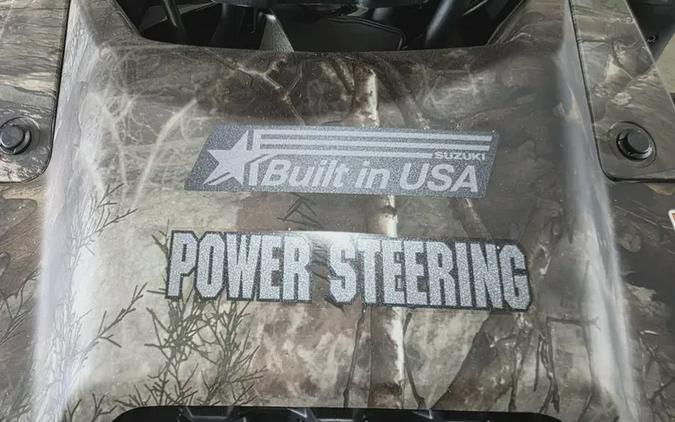 SUZUKI
Built in USA
POWER STEERING